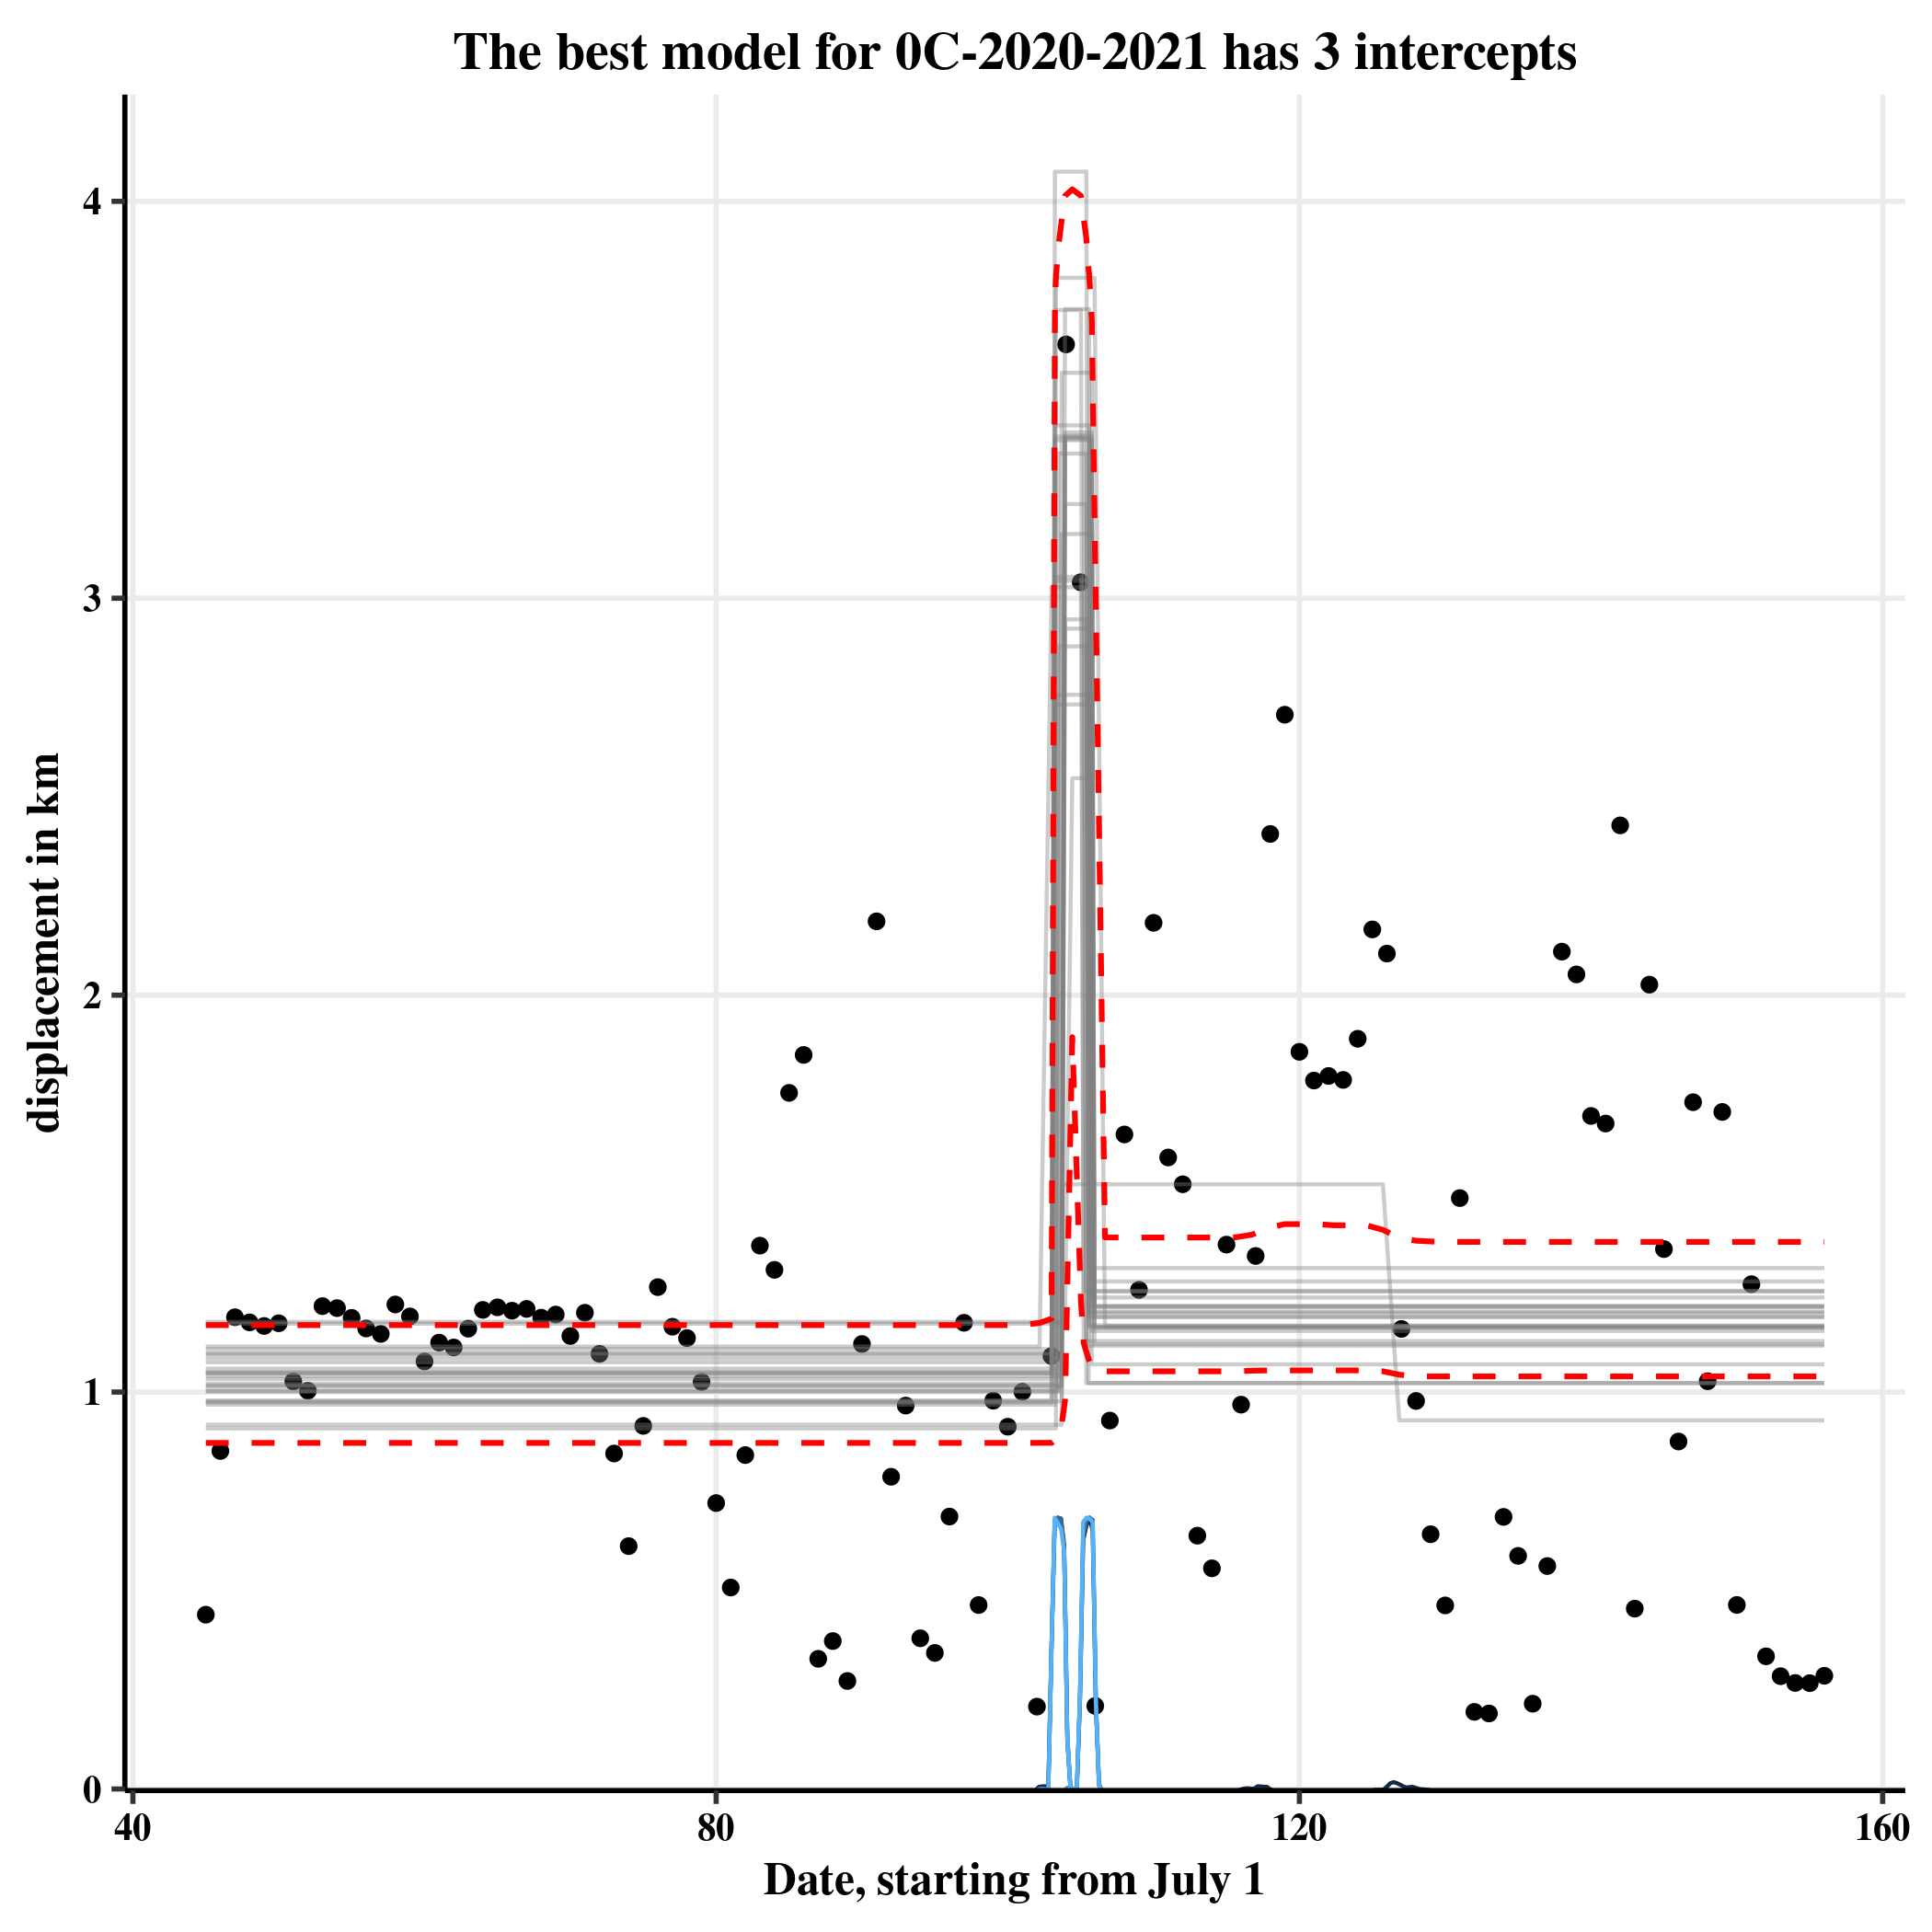 The best model for 0C-2020-2021 has 3 intercepts
4
3
2
1
0
displacement in km
40 80 120 160
Date, starting from July 1